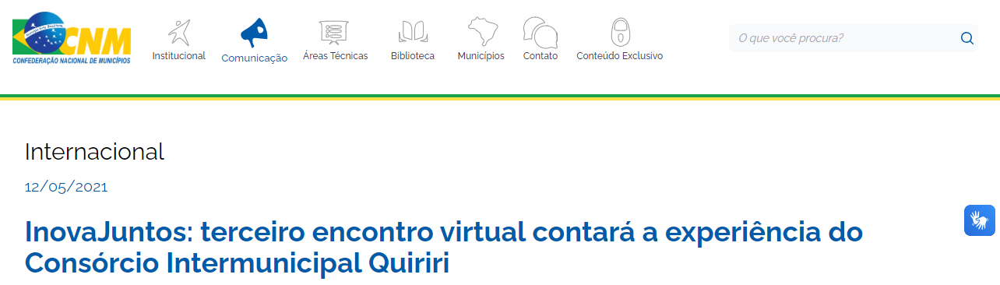 CNM
CONFEDERAÇÃO NACIONAL DE MUNICÍPIOS
Institucional
Comunicação
Áreas Técnicas
Biblioteca
Municípios
Contato
Conteúdo Exclusivo
O que você procura?
Internacional
12/05/2021
InovaJuntos: terceiro encontro virtual contará a experiência do
Consórcio Intermunicipal Quiriri